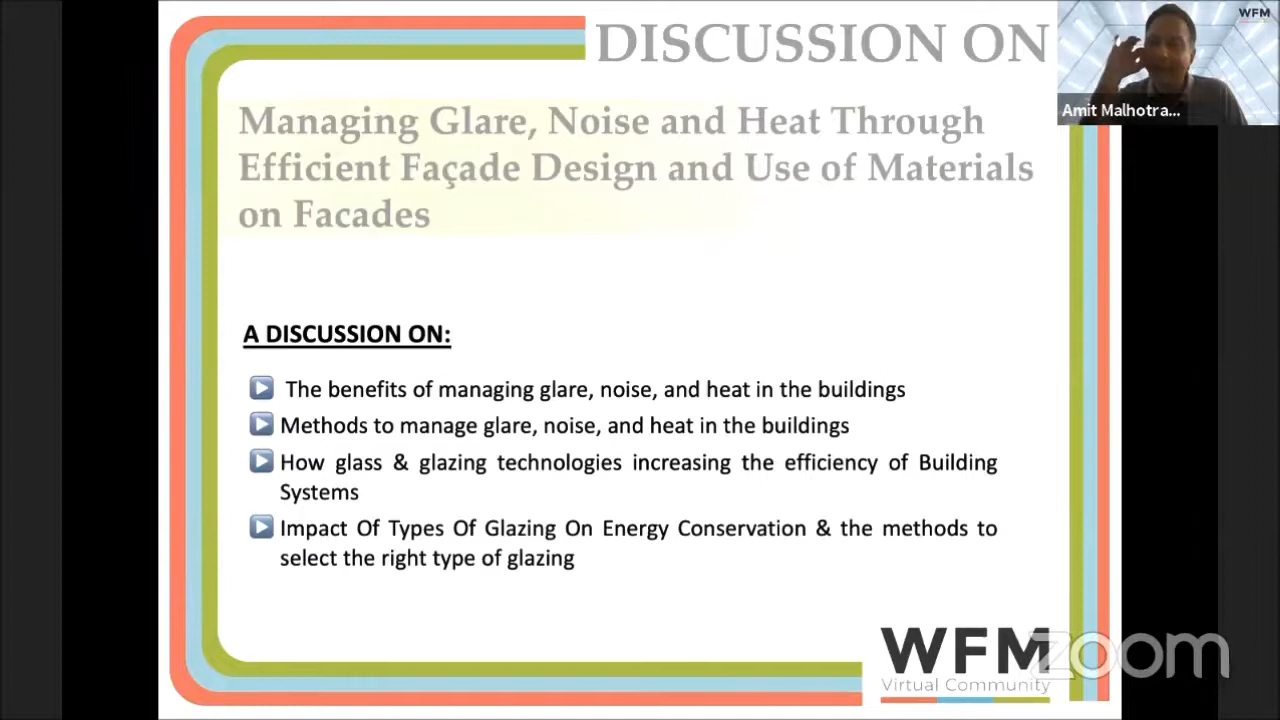 DISCUSSION ON
WFM
Amit Malhotra...
Managing Glare, Noise and Heat Through
Efficient Façade Design and Use of Materials
on Facades
A DISCUSSION ON:
The benefits of managing glare, noise, and heat in the buildings
Methods to manage glare, noise, and heat in the buildings
How glass & glazing technologies increasing the efficiency of Building
Systems
Impact Of Types Of Glazing On Energy Conservation & the methods to
select the right type of glazing
WFM
zoom
Virtual Community